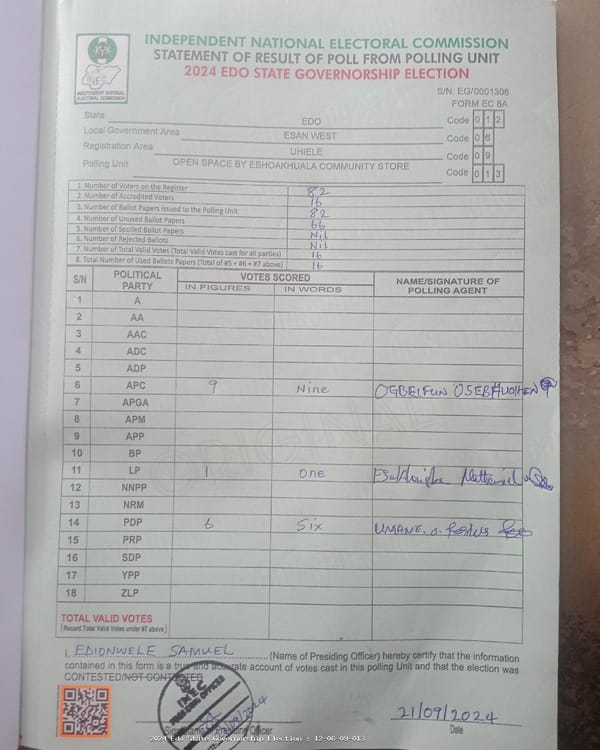 INDEPENDENT NATIONAL ELECTORAL COMMISSION
STATEMENT OF RESULT OF POLL FROM POLLING UNIT
2024 EDO STATE GOVERNORSHIP ELECTION
INEC
INDEPENDENT NATIONAL ELECTORAL COMMISSION
S/N: EG/0001306
FORM EC 8A
State EDO Code 0 1 2
Local Government Area ESAN WEST Code 0 6
Registration Area UHIELE Code 0 9
Polling Unit OPEN SPACE BY ESHOAKHUALA COMMUNITY STORE Code 0 1 3
1. Number of Voters on the Register 82
2. Number of Accredited Voters 16
3. Number of Ballot Papers Issued to the Polling Unit 82
4. Number of Unused Ballot Papers 66
5. Number of Spoiled Ballot Papers Nil
6. Number of Rejected Ballots Nil
7. Number of Total Valid Votes (Total Valid Votes cast for all parties) 16
8. Total Number of Used Ballots Papers (Total of #5 + #6 + #7 above) 16
S/N POLITICAL PARTY VOTES SCORED NAME/SIGNATURE OF POLLING AGENT
IN FIGURES IN WORDS
1 A
2 AA
3 AAC
4 ADC
5 ADP
6 APC 9 Nine
7 APGA
8 APM
9 APP
10 BP
11 LP 1 One
12 NNPP
13 NRM
14 PDP 6 Six
15 PRP
16 SDP
17 YPP
18 ZLP
TOTAL VALID VOTES
(Record Total Valid Votes under #7 above)
I, EDIONWELE SAMUEL (Name of Presiding Officer) hereby certify that the information
contained in this form is a true and accurate account of votes cast in this polling Unit and that the election was
CONTESTED/NOT CONTESTED
21/09/2024
Officer Date
2024 Edo State Governorship Election : 12-06-09-013